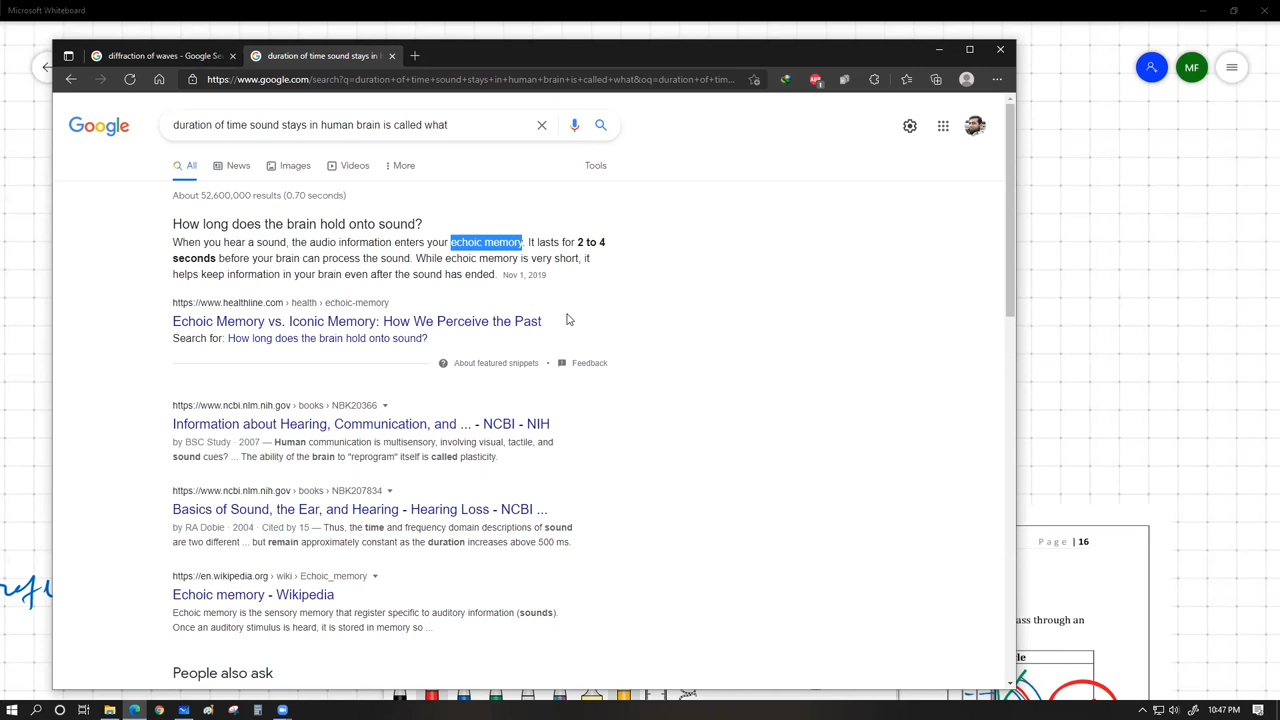 Microsoft Whiteboard
diffraction of waves - Google Se
duration of time sound stays in
https://www.google.com/search?q=duration+of+time+sound+stays+in+human+brain+is+called+what&oq=duration+of+tim...
1
MF
Google
duration of time sound stays in human brain is called what
All
News
Images
Videos
More
Tools
About 52,600,000 results (0.70 seconds)
How long does the brain hold onto sound?
When you hear a sound, the audio information enters your echoic memory. It lasts for 2 to 4
seconds before your brain can process the sound. While echoic memory is very short, it
helps keep information in your brain even after the sound has ended. Nov 1, 2019
https://www.healthline.com › health › echoic-memory
Echoic Memory vs. Iconic Memory: How We Perceive the Past
Search for: How long does the brain hold onto sound?
About featured snippets • Feedback
https://www.ncbi.nlm.nih.gov › books › NBK20366
Information about Hearing, Communication, and ... - NCBI - NIH
by BSC Study · 2007 — Human communication is multisensory, involving visual, tactile, and
sound cues? ... The ability of the brain to "reprogram" itself is called plasticity.
https://www.ncbi.nlm.nih.gov › books › NBK207834
Basics of Sound, the Ear, and Hearing - Hearing Loss - NCBI ...
by RA Dobie · 2004 · Cited by 15 — Thus, the time and frequency domain descriptions of sound
are two different ... but remain approximately constant as the duration increases above 500 ms.
https://en.wikipedia.org › wiki › Echoic_memory
Echoic memory - Wikipedia
Echoic memory is the sensory memory that register specific to auditory information (sounds).
Once an auditory stimulus is heard, it is stored in memory so ...
People also ask
Page | 16
ass through an
le
10:47 PM